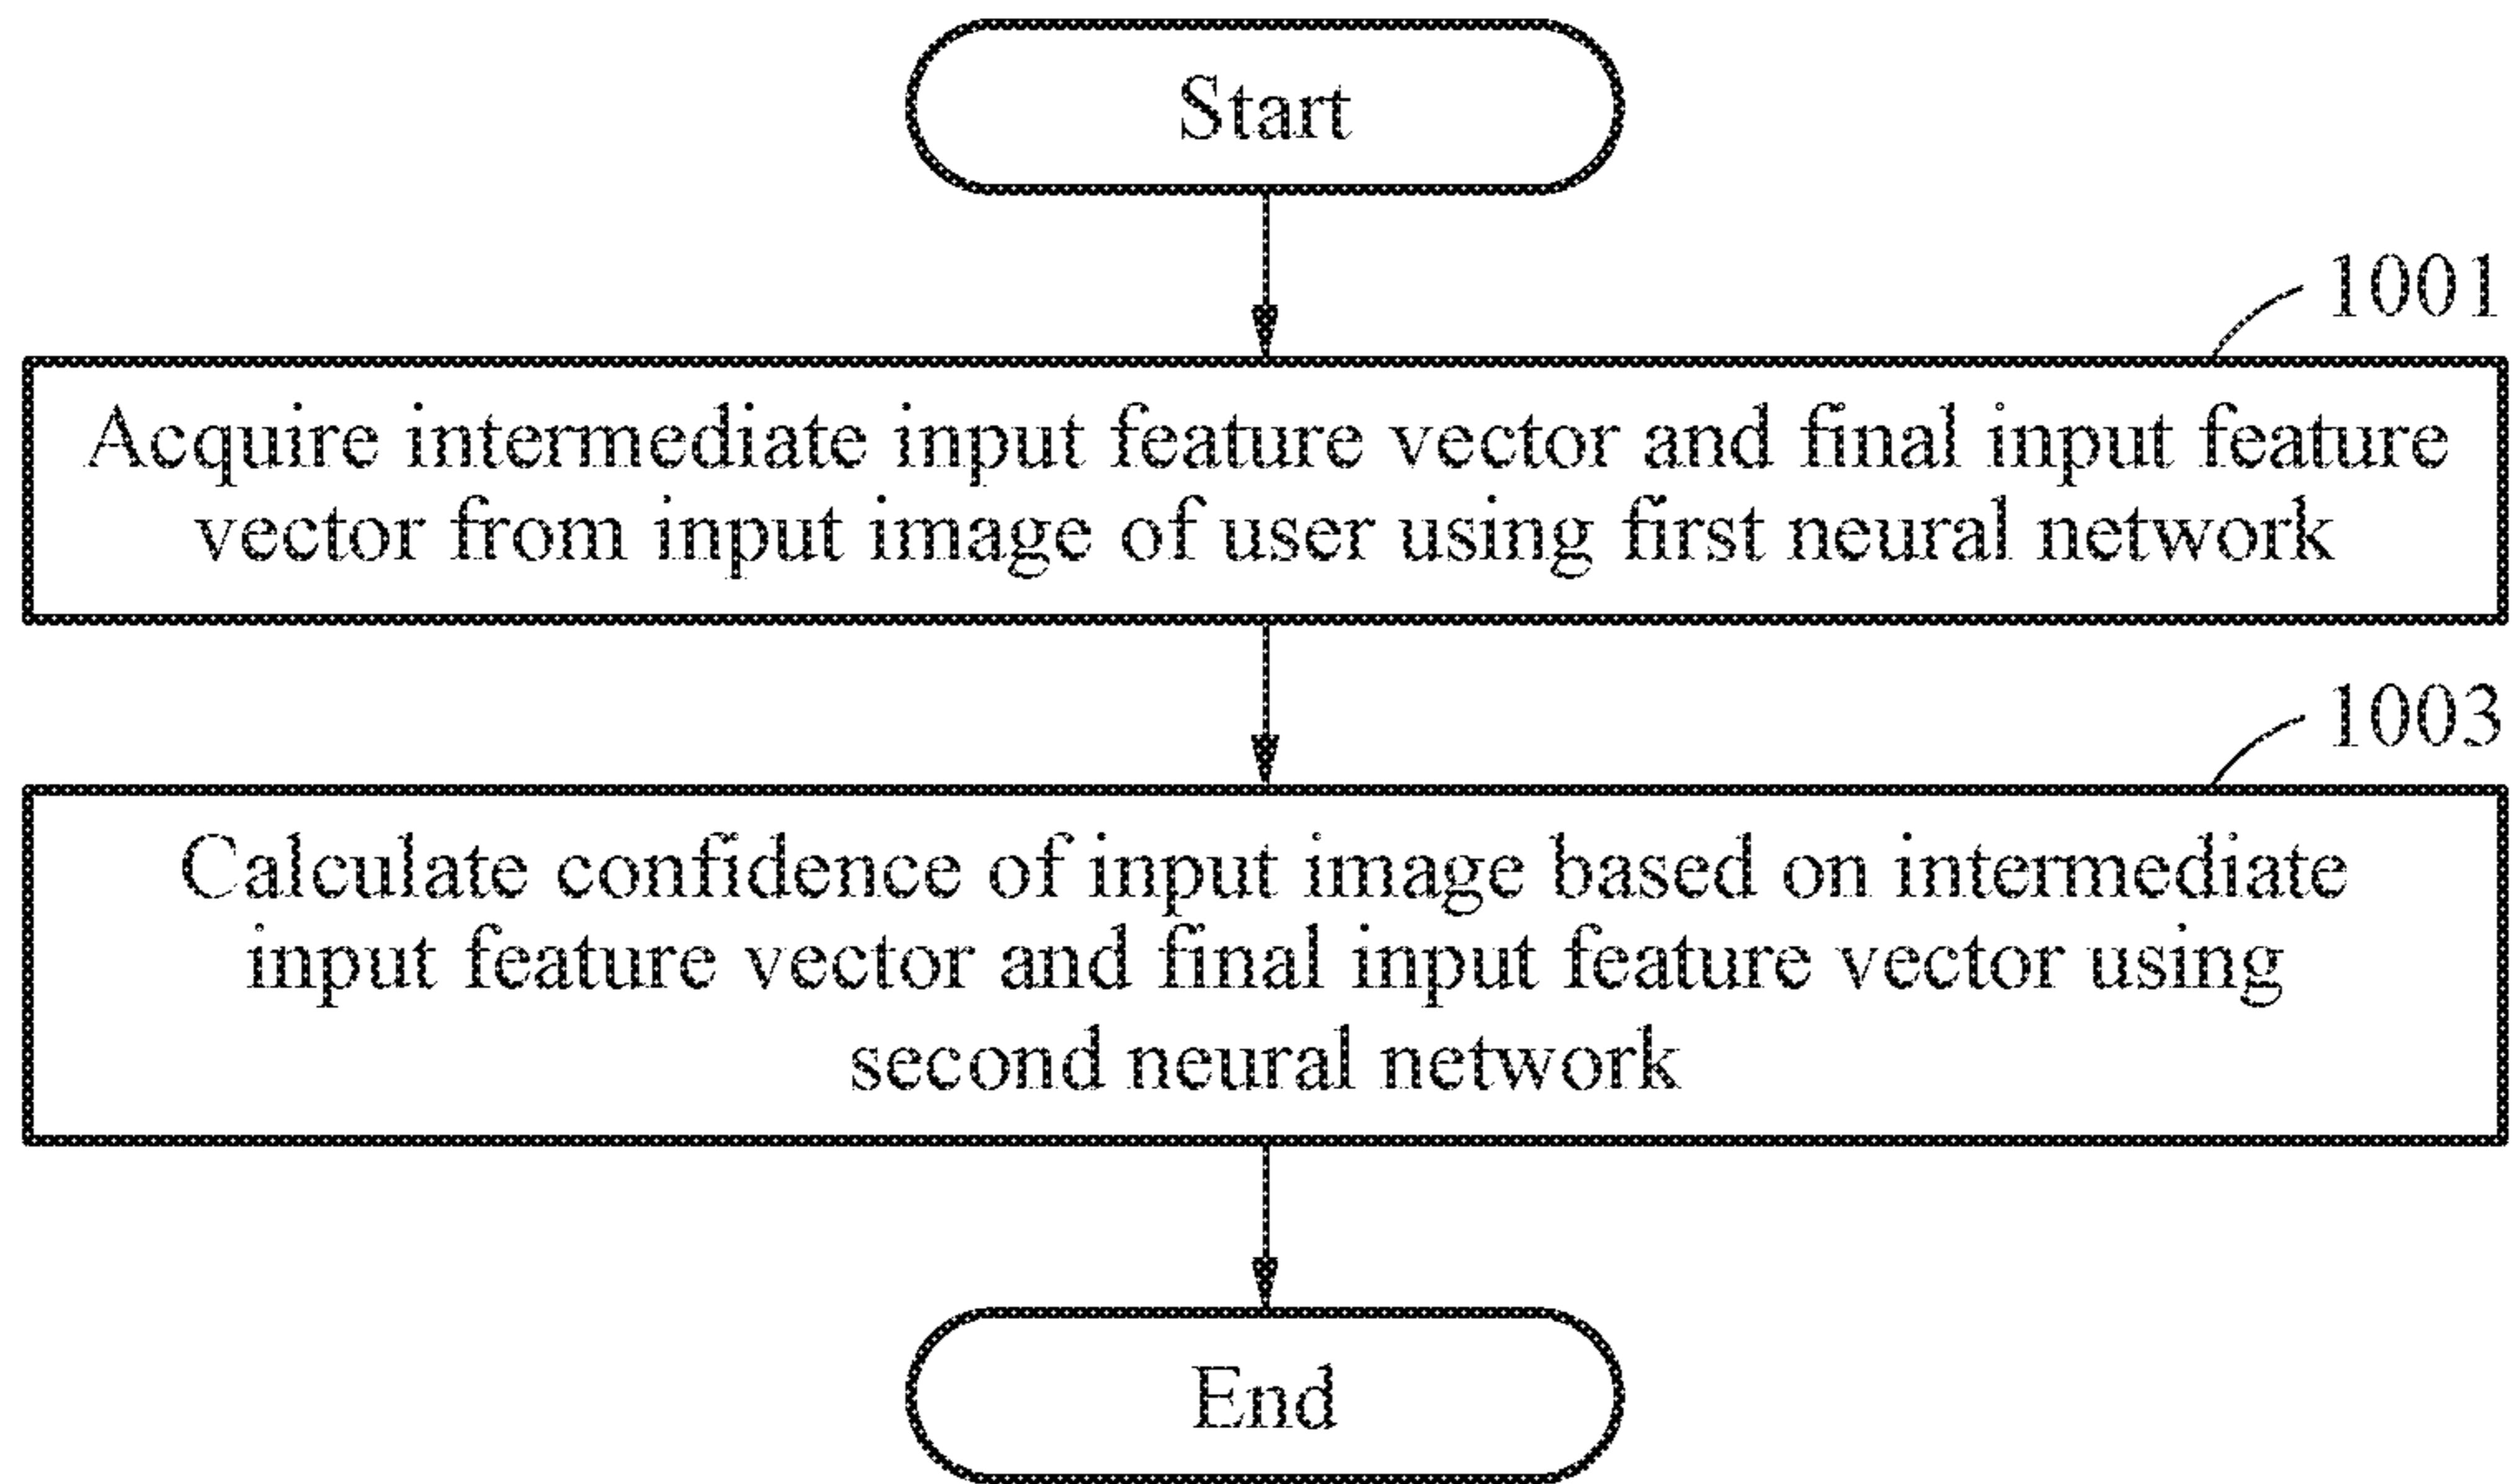 Start
1001
Acquire intermediate input feature vector and final input feature
vector from input image of user using first neural network
1003
Calculate confidence of input image based on intermediate
input feature vector and final input feature vector using
second neural network
End